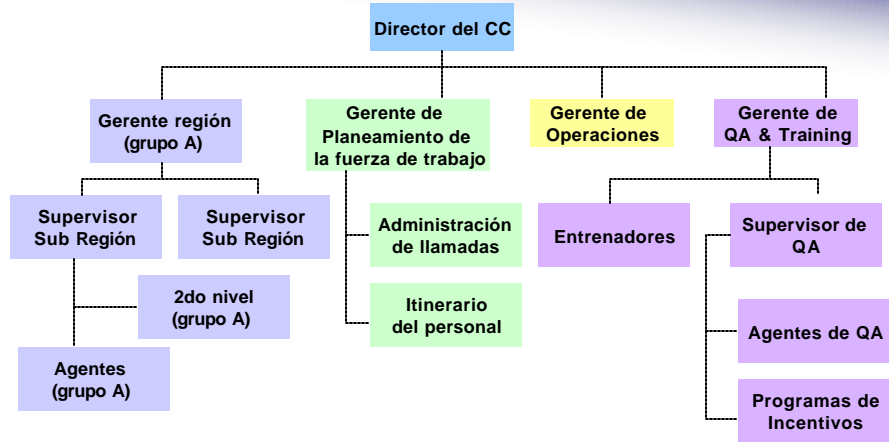 Director del CC
Gerente región
(grupo A)
Gerente de
Planeamiento de
la fuerza de trabajo
Gerente de
Operaciones
Gerente de
QA & Training
Supervisor
Sub Región
Supervisor
Sub Región
Administración
de llamadas
Entrenadores
Supervisor de
QA
2do nivel
(grupo A)
Itinerario
del personal
Agentes de QA
Agentes
(grupo A)
Programas de
Incentivos